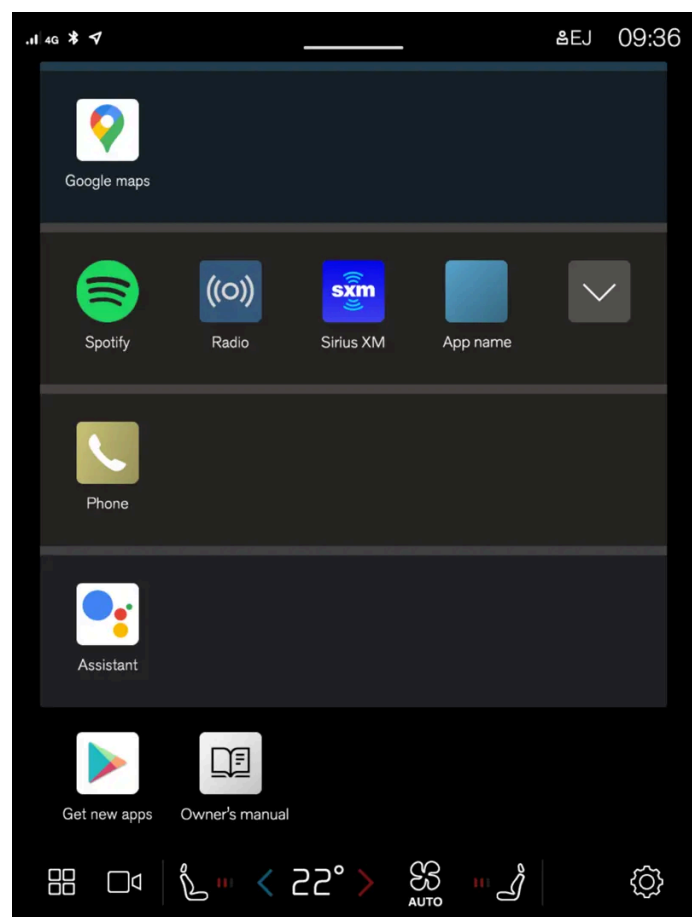 4G
EJ 09:36
Google maps
sxm
Spotify Radio Sirius XM App name
Phone
Assistant
Get new apps Owner's manual
22°
AUTO